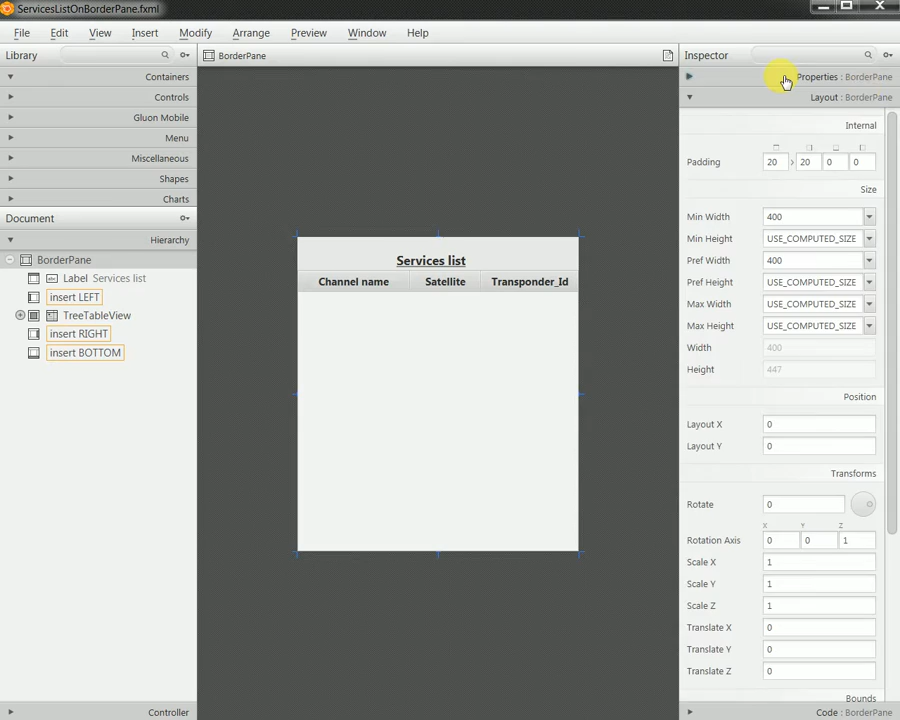 ServicesListOnBorderPane.fxml
File Edit View Insert Modify Arrange Preview Window Help
Library
Containers
Controls
Gluon Mobile
Menu
Miscellaneous
Shapes
Charts
Document
Hierarchy
BorderPane
Label Services list
insert LEFT
TreeTableView
insert RIGHT
insert BOTTOM
Controller
BorderPane
Services list
Channel name Satellite Transponder_Id
Inspector
Properties : BorderPane
Layout : BorderPane
Internal
Padding 20 20 0 0
Size
Min Width 400
Min Height USE_COMPUTED_SIZE
Pref Width 400
Pref Height USE_COMPUTED_SIZE
Max Width USE_COMPUTED_SIZE
Max Height USE_COMPUTED_SIZE
Width 400
Height 447
Position
Layout X 0
Layout Y 0
Transforms
Rotate 0
X Y Z
Rotation Axis 0 0 1
Scale X 1
Scale Y 1
Scale Z 1
Translate X 0
Translate Y 0
Translate Z 0
Bounds
Code : BorderPane